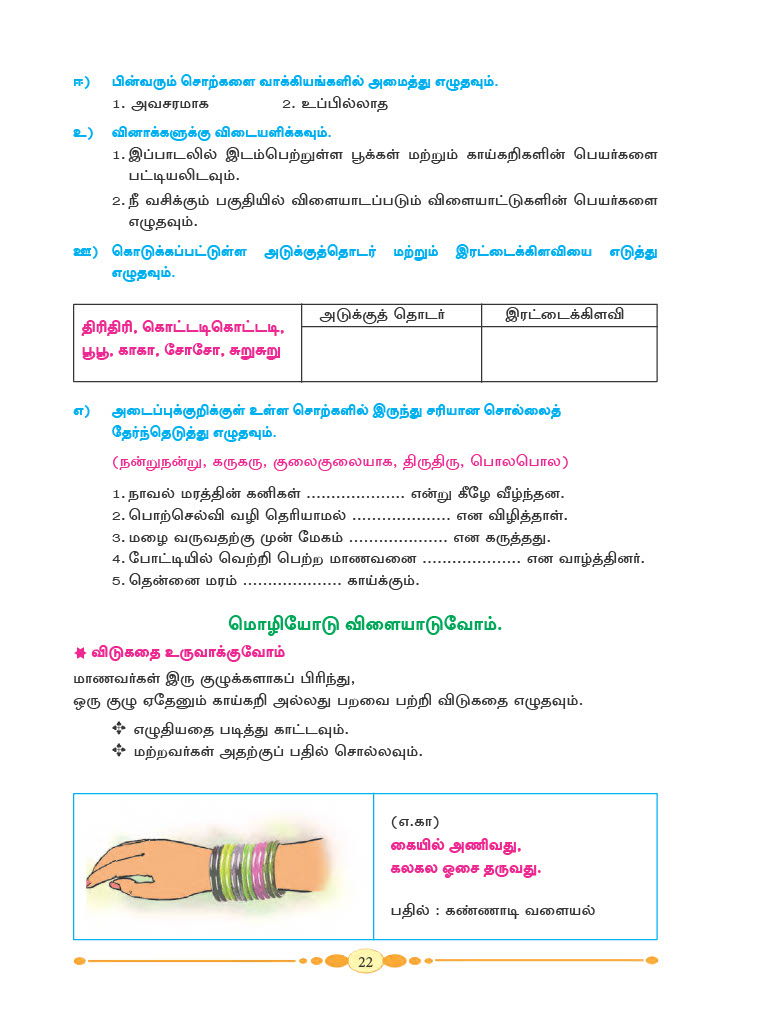 ஈ) பின்வரும் சொற்களை வாக்கியங்களில் அமைத்து எழுதவும்.
1. அவசரமாக 2. உப்பில்லாத
உ) வினாக்களுக்கு விடையளிக்கவும்.
1. இப்பாடலில் இடம்பெற்றுள்ள பூக்கள் மற்றும் காய்கறிகளின் பெயர்களை
பட்டியலிடவும்.
2. நீ வசிக்கும் பகுதியில் விளையாடப்படும் விளையாட்டுகளின் பெயர்களை
எழுதவும்.
ஊ) கொடுக்கப்பட்டுள்ள அடுக்குத்தொடர் மற்றும் இரட்டைக்கிளவியை எடுத்து
எழுதவும்.
அடுக்குத் தொடர் இரட்டைக்கிளவி
திரிதிரி, கொட்டடிகொட்டடி,
பூபூ, காகா, சோசோ, சுறுசுறு
எ) அடைப்புக்குறிக்குள் உள்ள சொற்களில் இருந்து சரியான சொல்லைத்
தேர்ந்தெடுத்து எழுதவும்.
(நன்றுநன்று, கருகரு, குலைகுலையாக, திருதிரு, பொலபொல)
1. நாவல் மரத்தின் கனிகள் .................... என்று கீழே வீழ்ந்தன.
2. பொற்செல்வி வழி தெரியாமல் .................... என விழித்தாள்.
3. மழை வருவதற்கு முன் மேகம் .................... என கருத்தது.
4. போட்டியில் வெற்றி பெற்ற மாணவனை .................... என வாழ்த்தினர்.
5. தென்னை மரம் .................... காய்க்கும்.
மொழியோடு விளையாடுவோம்.
விடுகதை உருவாக்குவோம்
மாணவர்கள் இரு குழுக்களாகப் பிரிந்து,
ஒரு குழு ஏதேனும் காய்கறி அல்லது பறவை பற்றி விடுகதை எழுதவும்.
எழுதியதை படித்து காட்டவும்.
மற்றவர்கள் அதற்குப் பதில் சொல்லவும்.
(எ.கா)
கையில் அணிவது,
கலகல ஓசை தருவது.
பதில் : கண்ணாடி வளையல்
22